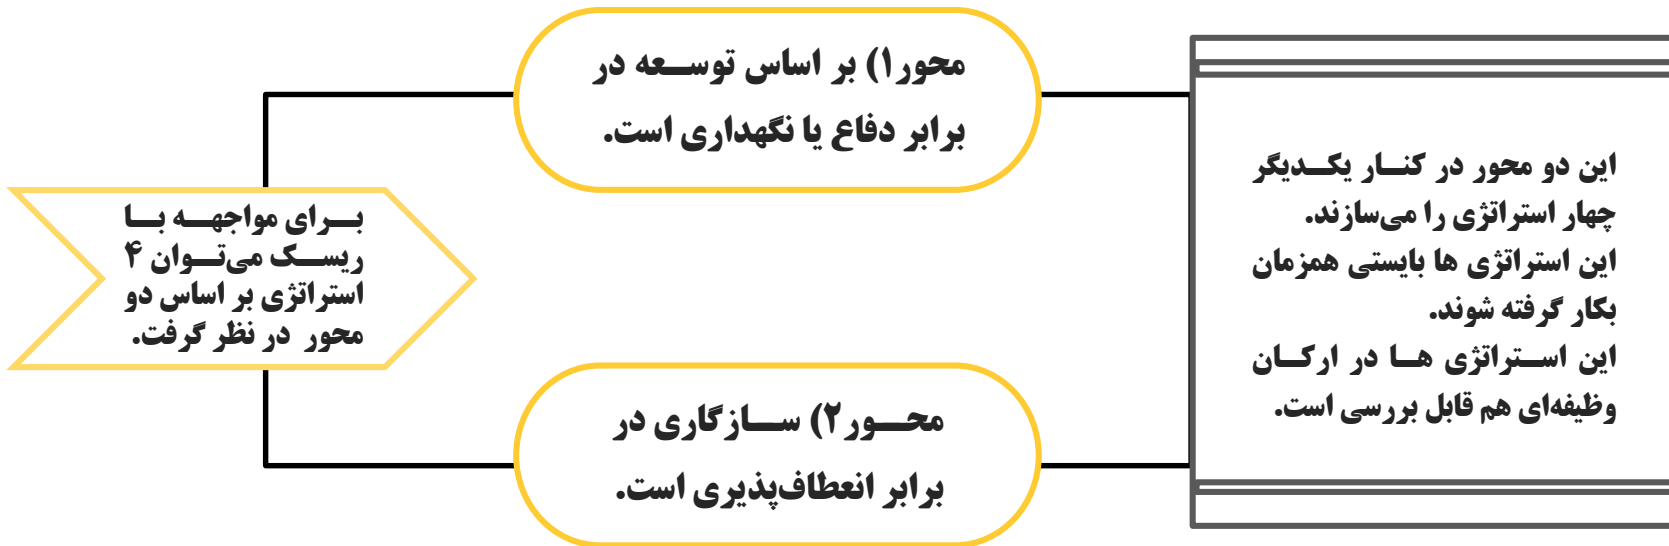 محور۱) بر اساس توسعه در
برابر دفاع یا نگهداری است.
برای مواجهه با
ریسک می‌توان ۴
استراتژی بر اساس دو
محور در نظر گرفت.
محور۲) سازگاری در
برابر انعطاف‌پذیری است.
این دو محور در کنار یکدیگر
چهار استراتژی را می‌سازند.
این استراتژی ها بایستی همزمان
بکار گرفته شوند.
این استراتژی ها در ارکان
وظیفه‌ای هم قابل بررسی است.